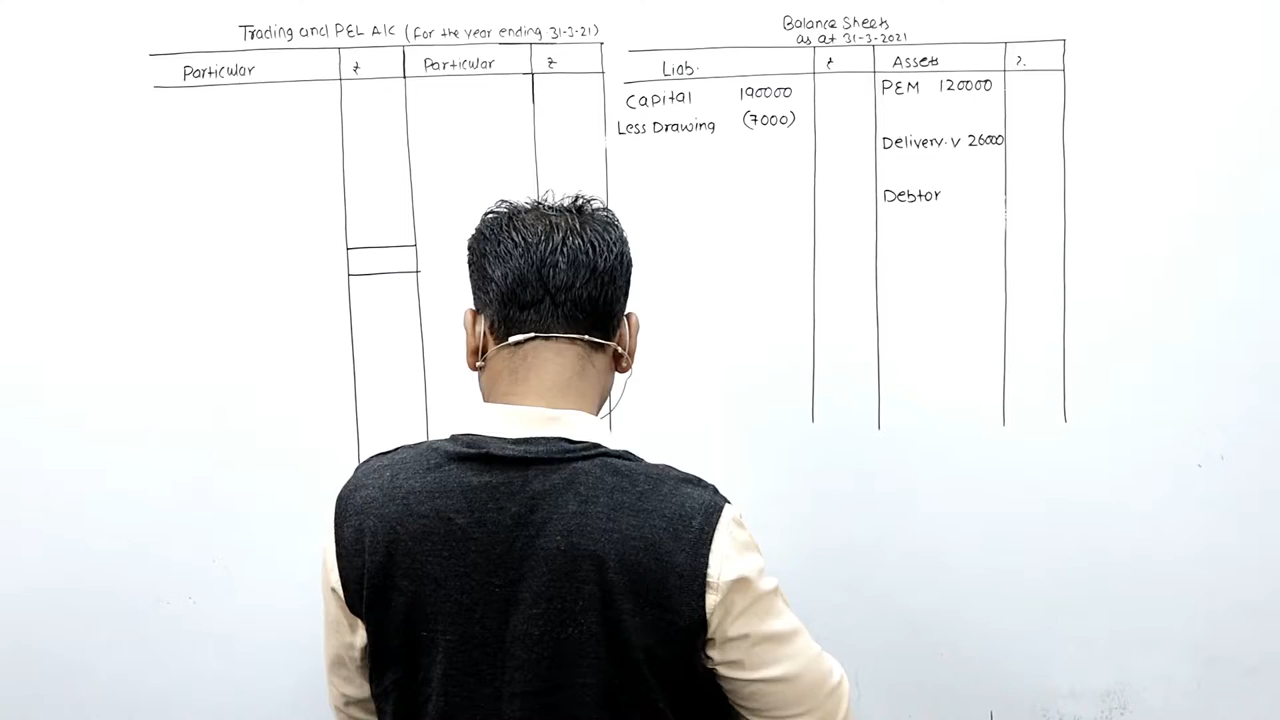 Trading and P&L A/C (For the year ending 31-3-21)
Particular ₹ Particular ₹
Balance Sheets
as at 31-3-2021
Liab. ₹ Assets ₹
Capital 190000
Less Drawing (7000)
P&M 120000
Delivery.V 26000
Debtor